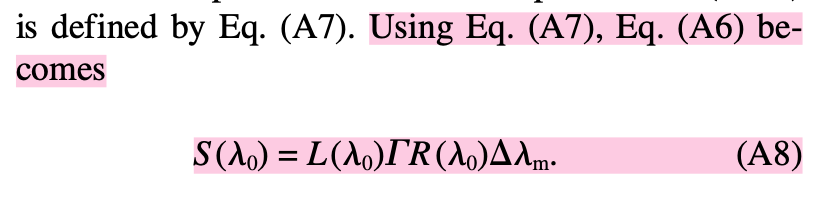 is defined by Eq. (A7). Using Eq. (A7), Eq. (A6) be-
comes
S(λ₀) = L(λ₀)ΓR(λ₀)Δλₘ. (A8)